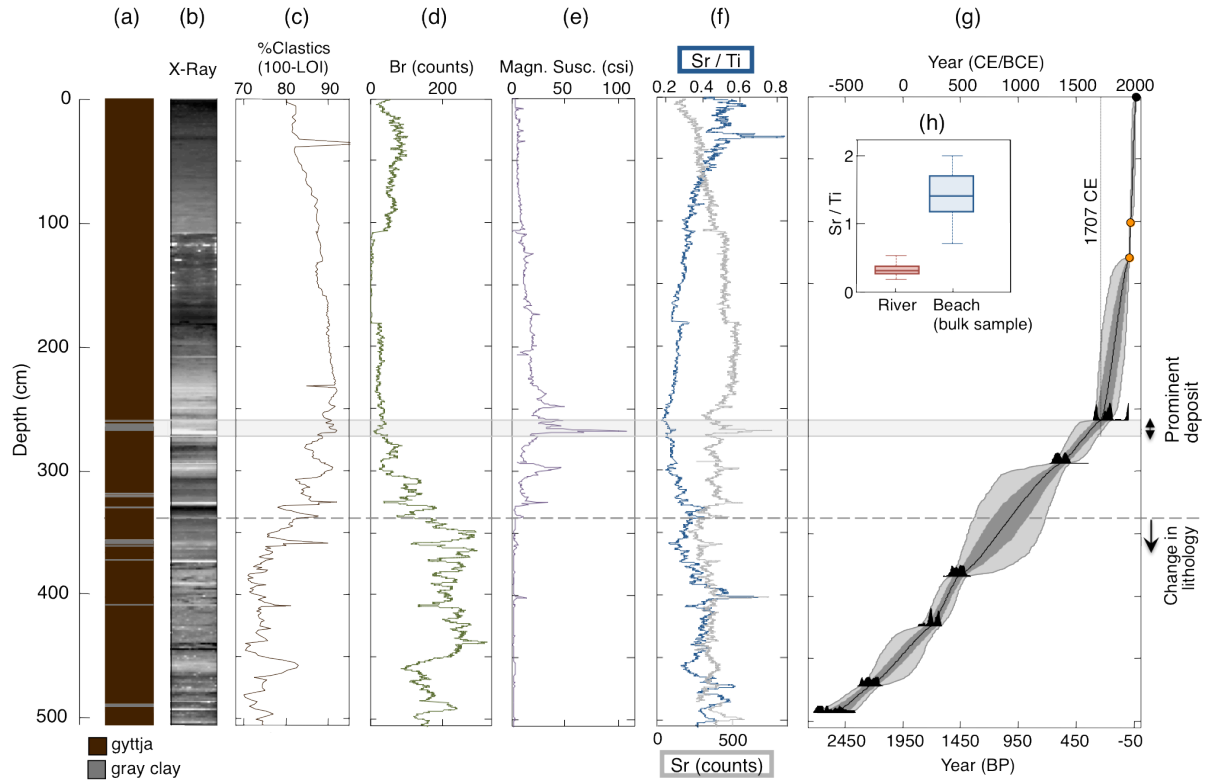 (a) (b) (c) (d) (e) (f) (g)
X-Ray
%Clastics
(100-LOI)
Br (counts)
Magn. Susc. (csi)
Sr / Ti
Year (CE/BCE)
70 80 90
0 200
0 50 100
0.2 0.4 0.6 0.8
-500 0 500 1000 1500 2000
Depth (cm)
0
100
200
300
400
500
(h)
Sr / Ti
2
1
0
River Beach
(bulk sample)
1707 CE
Prominent
deposit
Change in
lithology
0 500
Sr (counts)
2450 1950 1450 950 450 -50
Year (BP)
gyttja
gray clay